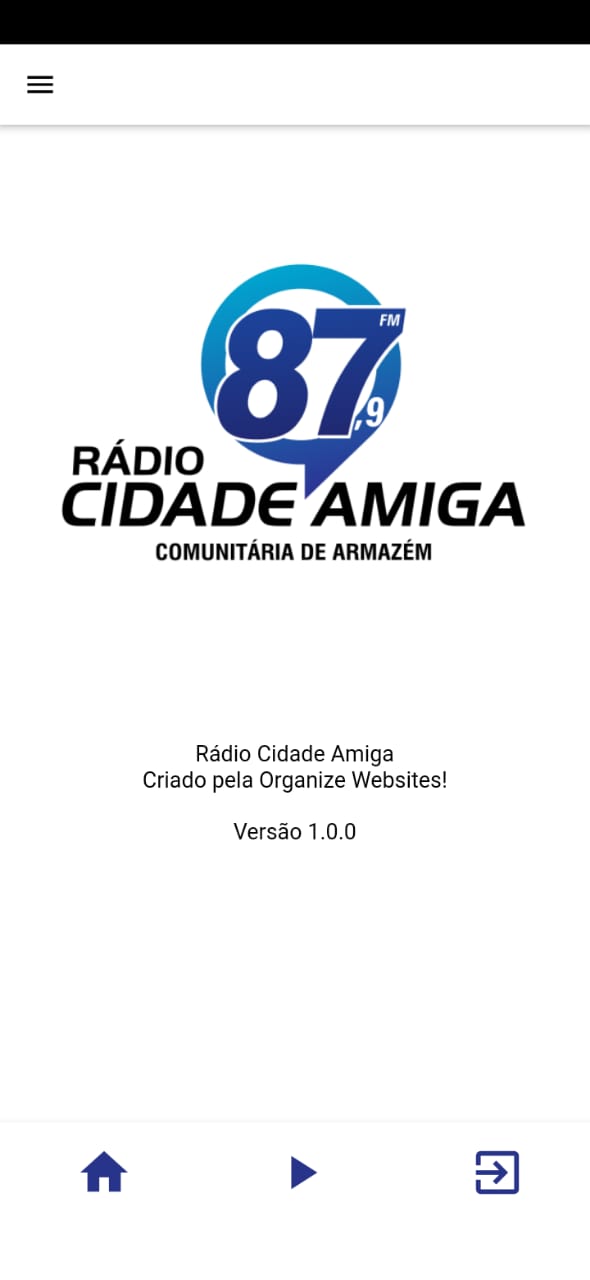 87,9 FM
RÁDIO
CIDADE AMIGA
COMUNITÁRIA DE ARMAZÉM
Rádio Cidade Amiga
Criado pela Organize Websites!
Versão 1.0.0